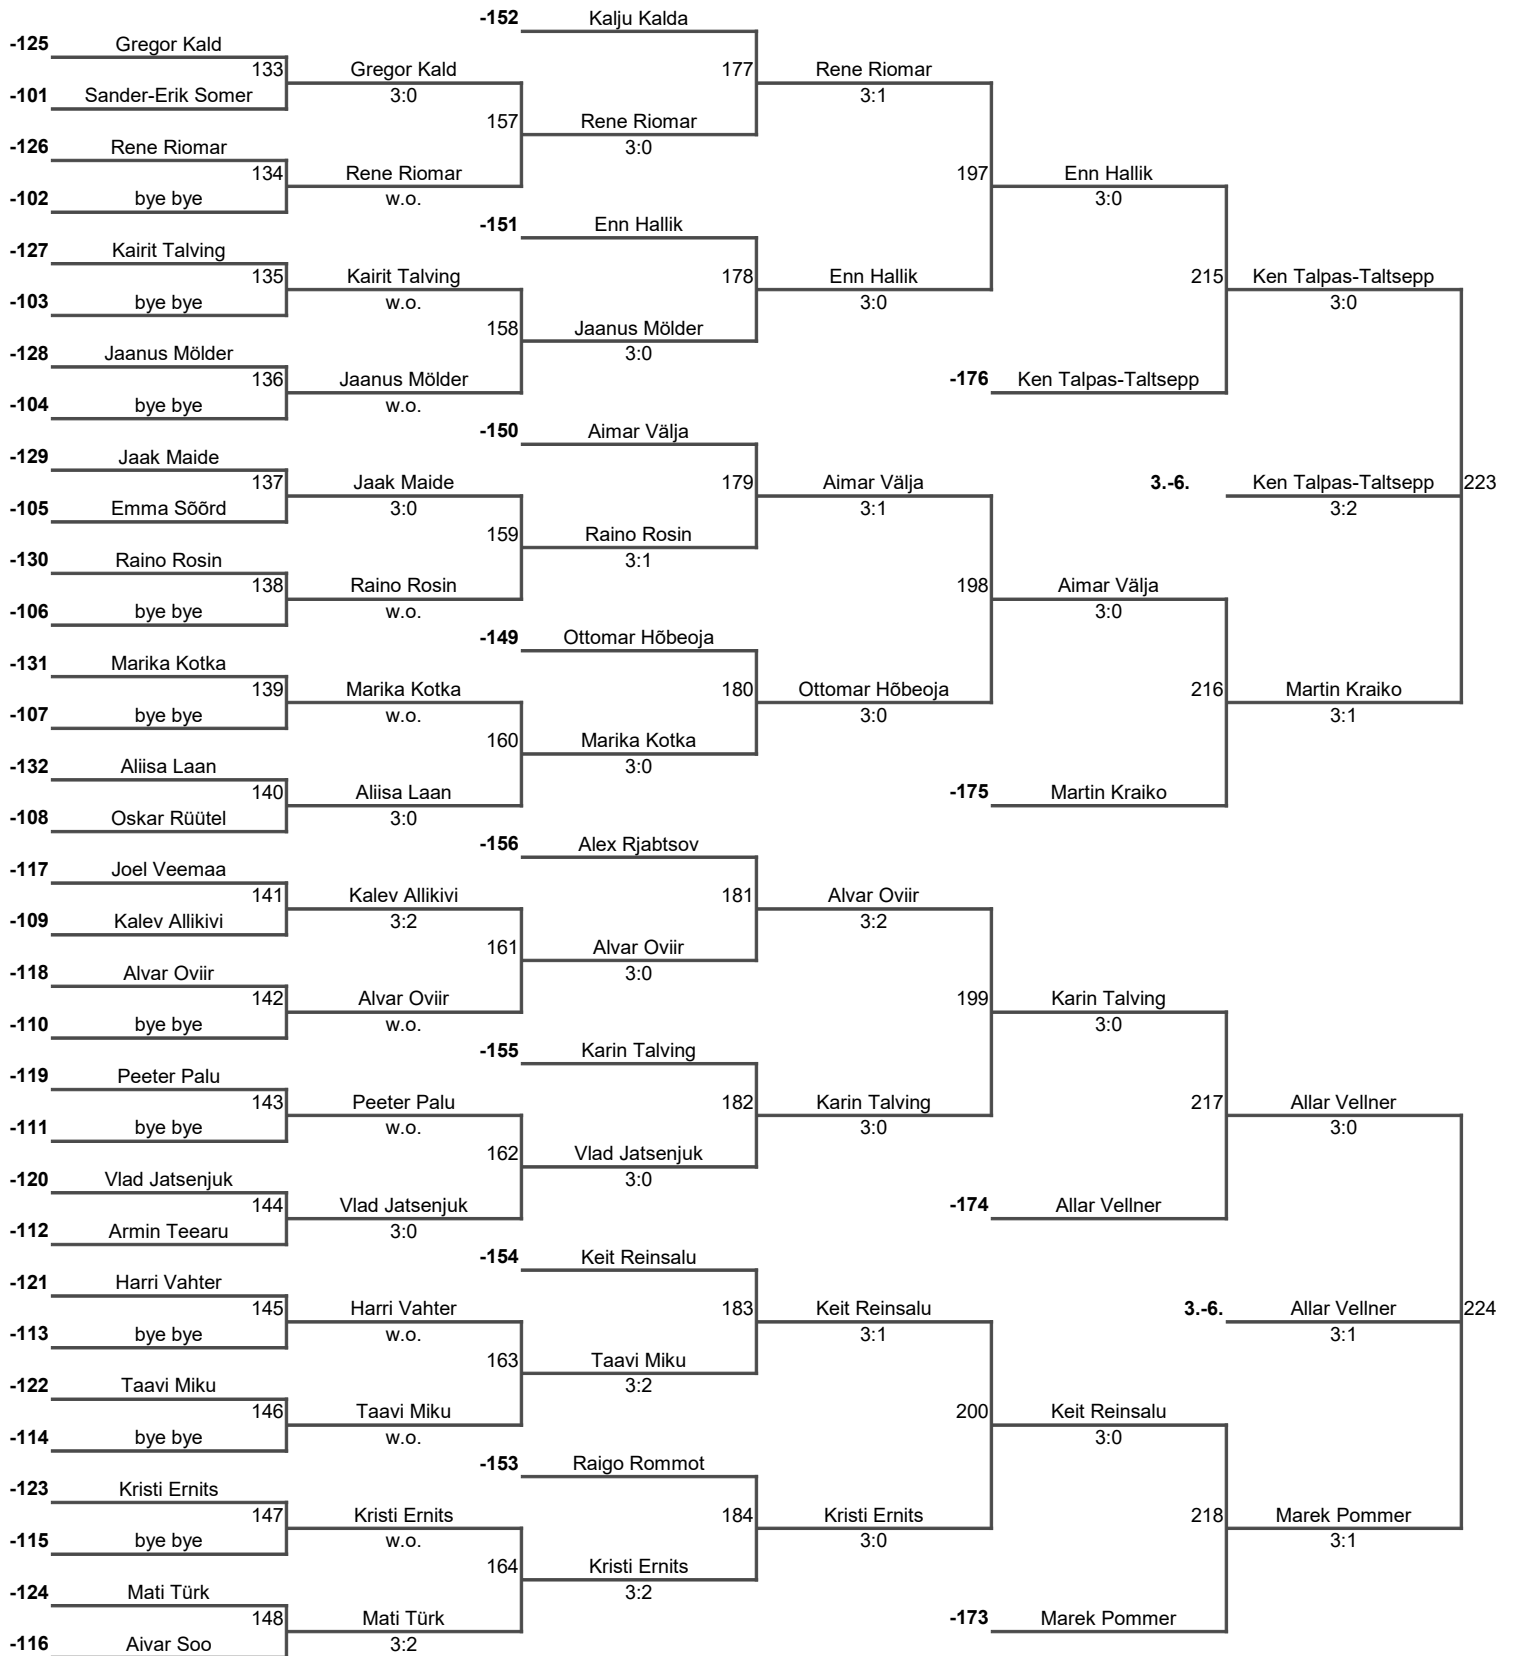 -152 Kalju Kalda
-125 Gregor Kald
133 Gregor Kald 177 Rene Riomar
-101 Sander-Erik Somer 3:0 3:1
157 Rene Riomar
-126 Rene Riomar 3:0
134 Rene Riomar 197 Enn Hallik
-102 bye bye w.o. 3:0
-151 Enn Hallik
-127 Kairit Talving
135 Kairit Talving 178 Enn Hallik 215 Ken Talpas-Taltsepp
-103 bye bye w.o. 3:0 3:0
158 Jaanus Mölder
-128 Jaanus Mölder 3:0
136 Jaanus Mölder -176 Ken Talpas-Taltsepp
-104 bye bye w.o.
-150 Aimar Välja
-129 Jaak Maide
137 Jaak Maide 179 Aimar Välja 3.-6. Ken Talpas-Taltsepp 223
-105 Emma Sõõrd 3:0 3:1 3:2
159 Raino Rosin
-130 Raino Rosin 3:1
138 Raino Rosin 198 Aimar Välja
-106 bye bye w.o. 3:0
-149 Ottomar Hõbeoja
-131 Marika Kotka
139 Marika Kotka 180 Ottomar Hõbeoja 216 Martin Kraiko
-107 bye bye w.o. 3:0 3:1
160 Marika Kotka
-132 Aliisa Laan 3:0
140 Aliisa Laan -175 Martin Kraiko
-108 Oskar Rüütel 3:0
-156 Alex Rjabtsov
-117 Joel Veemaa
141 Kalev Allikivi 181 Alvar Oviir
-109 Kalev Allikivi 3:2 3:2
161 Alvar Oviir
-118 Alvar Oviir 3:0
142 Alvar Oviir 199 Karin Talving
-110 bye bye w.o. 3:0
-155 Karin Talving
-119 Peeter Palu
143 Peeter Palu 182 Karin Talving 217 Allar Vellner
-111 bye bye w.o. 3:0 3:0
162 Vlad Jatsenjuk
-120 Vlad Jatsenjuk 3:0
144 Vlad Jatsenjuk -174 Allar Vellner
-112 Armin Teearu 3:0
-154 Keit Reinsalu
-121 Harri Vahter
145 Harri Vahter 183 Keit Reinsalu 3.-6. Allar Vellner 224
-113 bye bye w.o. 3:1 3:1
163 Taavi Miku
-122 Taavi Miku 3:2
146 Taavi Miku 200 Keit Reinsalu
-114 bye bye w.o. 3:0
-153 Raigo Rommot
-123 Kristi Ernits
147 Kristi Ernits 184 Kristi Ernits 218 Marek Pommer
-115 bye bye w.o. 3:0 3:1
164 Kristi Ernits
-124 Mati Türk 3:2
148 Mati Türk -173 Marek Pommer
-116 Aivar Soo 3:2